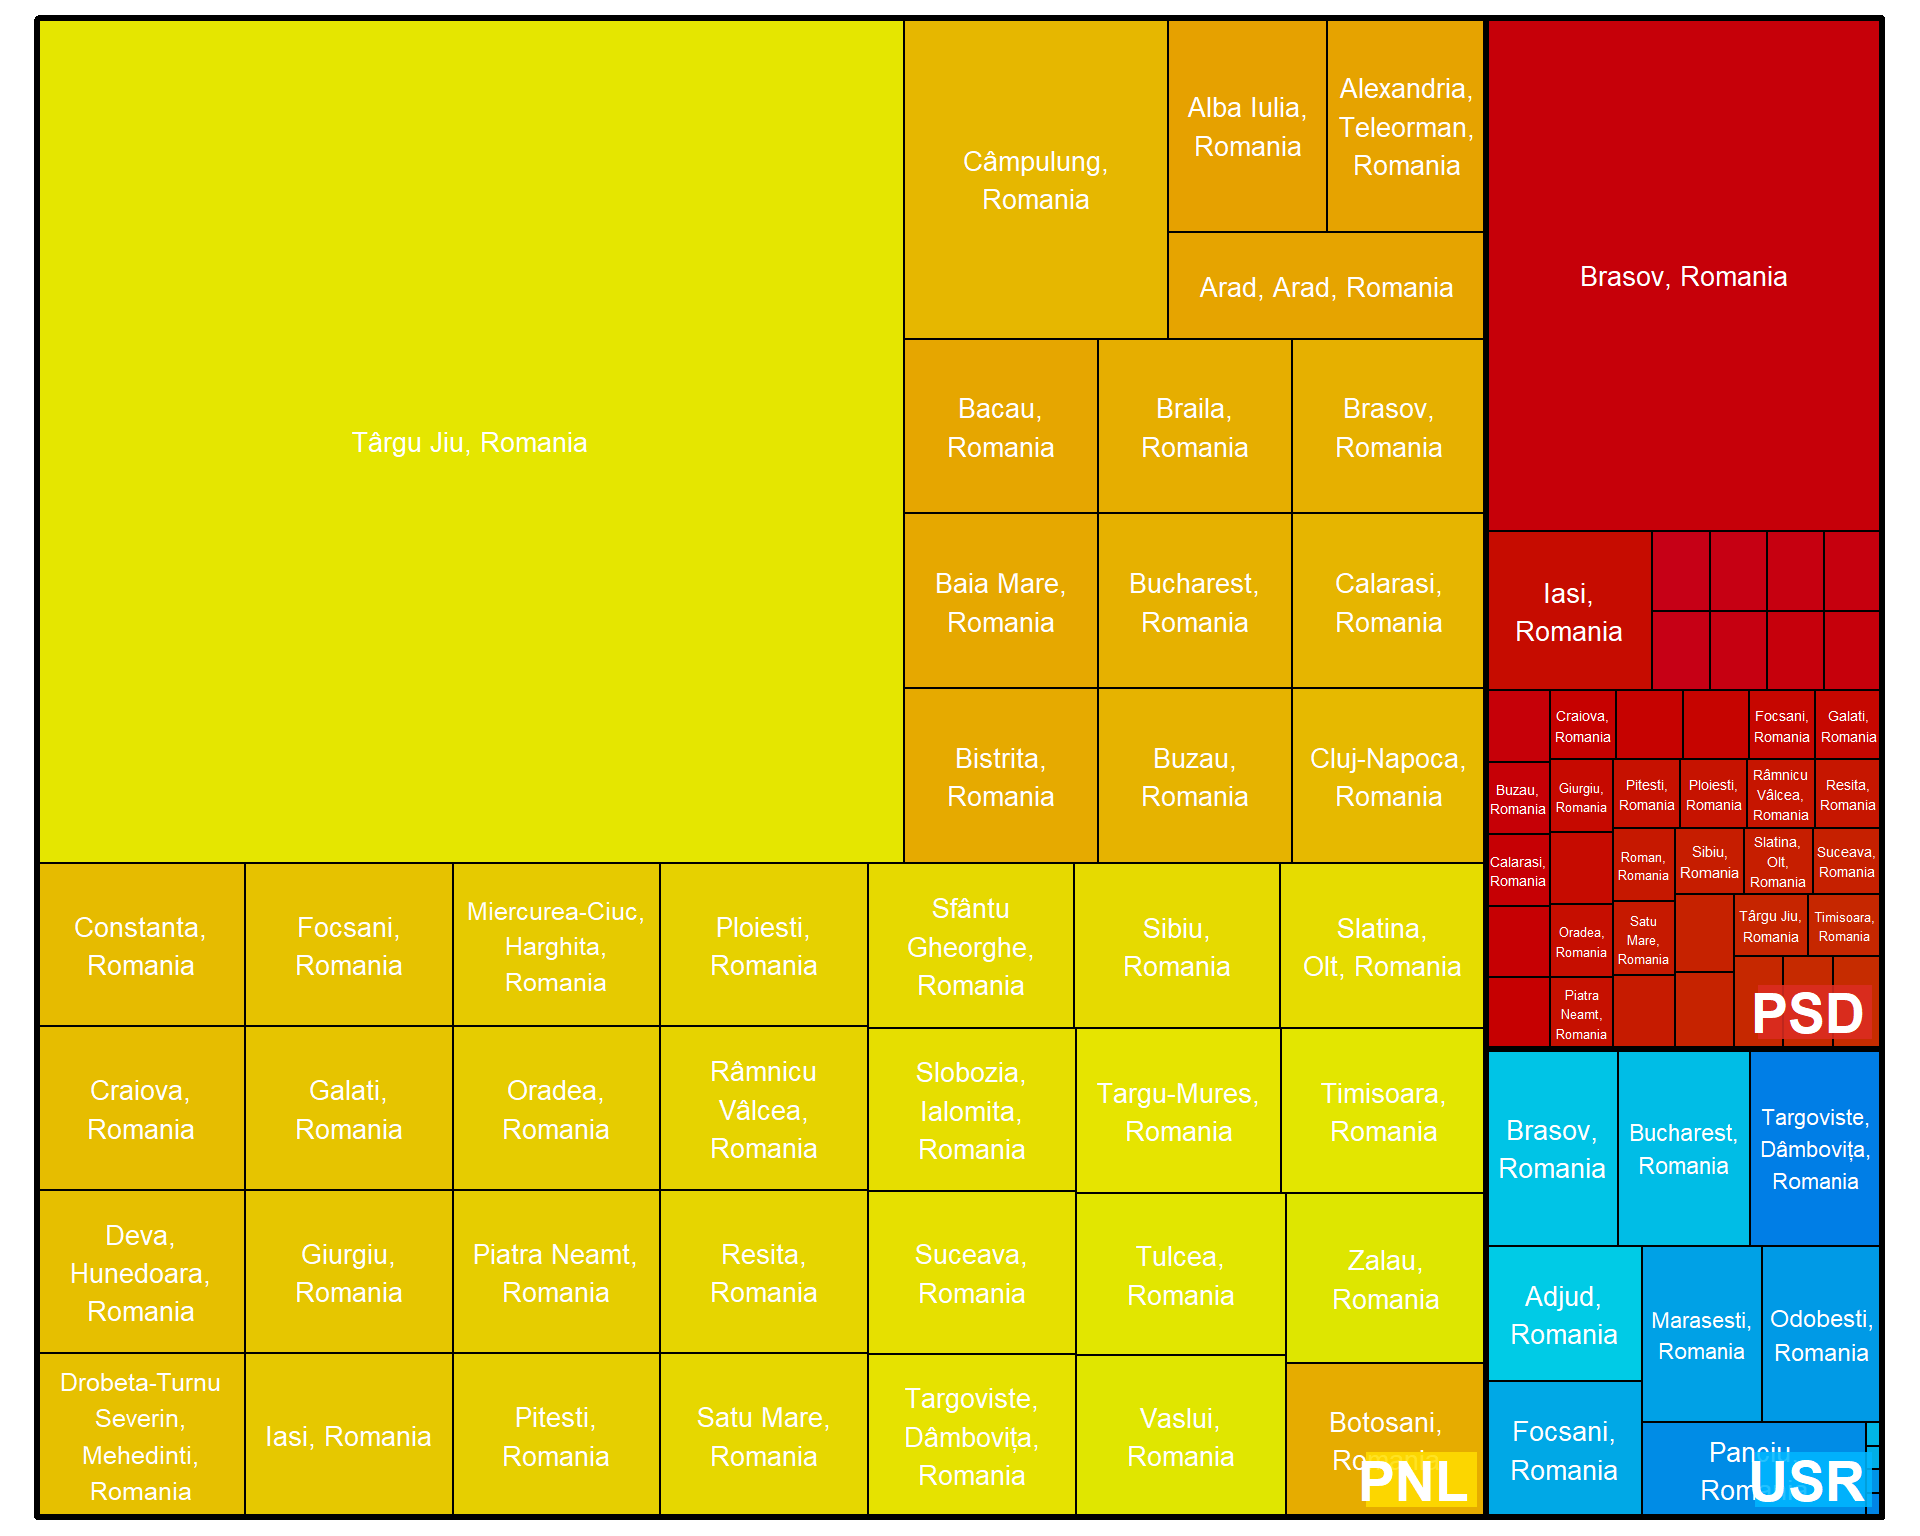 Târgu Jiu, Romania
Câmpulung,
Romania
Alba Iulia,
Romania
Alexandria,
Teleorman,
Romania
Arad, Arad, Romania
Bacau,
Romania
Braila,
Romania
Brasov,
Romania
Baia Mare,
Romania
Bucharest,
Romania
Calarasi,
Romania
Bistrita,
Romania
Buzau,
Romania
Cluj-Napoca,
Romania
Constanta,
Romania
Focsani,
Romania
Miercurea-Ciuc,
Harghita,
Romania
Ploiesti,
Romania
Sfântu
Gheorghe,
Romania
Sibiu,
Romania
Slatina,
Olt, Romania
Craiova,
Romania
Galati,
Romania
Oradea,
Romania
Râmnicu
Vâlcea,
Romania
Slobozia,
Ialomita,
Romania
Targu-Mures,
Romania
Timisoara,
Romania
Deva,
Hunedoara,
Romania
Giurgiu,
Romania
Piatra Neamt,
Romania
Resita,
Romania
Suceava,
Romania
Tulcea,
Romania
Zalau,
Romania
Drobeta-Turnu
Severin,
Mehedinti,
Romania
Iasi, Romania
Pitesti,
Romania
Satu Mare,
Romania
Targoviste,
Dâmbovița,
Romania
Vaslui,
Romania
Botosani,
Romania
PNL
Brasov, Romania
Iasi,
Romania
Craiova,
Romania
Focsani,
Romania
Galati,
Romania
Buzau,
Romania
Giurgiu,
Romania
Pitesti,
Romania
Ploiesti,
Romania
Râmnicu
Vâlcea,
Romania
Resita,
Romania
Calarasi,
Romania
Roman,
Romania
Sibiu,
Romania
Slatina,
Olt,
Romania
Suceava,
Romania
Oradea,
Romania
Satu
Mare,
Romania
Târgu Jiu,
Romania
Timisoara,
Romania
Piatra
Neamt,
Romania
PSD
Brasov,
Romania
Bucharest,
Romania
Targoviste,
Dâmbovița,
Romania
Adjud,
Romania
Marasesti,
Romania
Odobesti,
Romania
Focsani,
Romania
Panciu,
Romania
USR